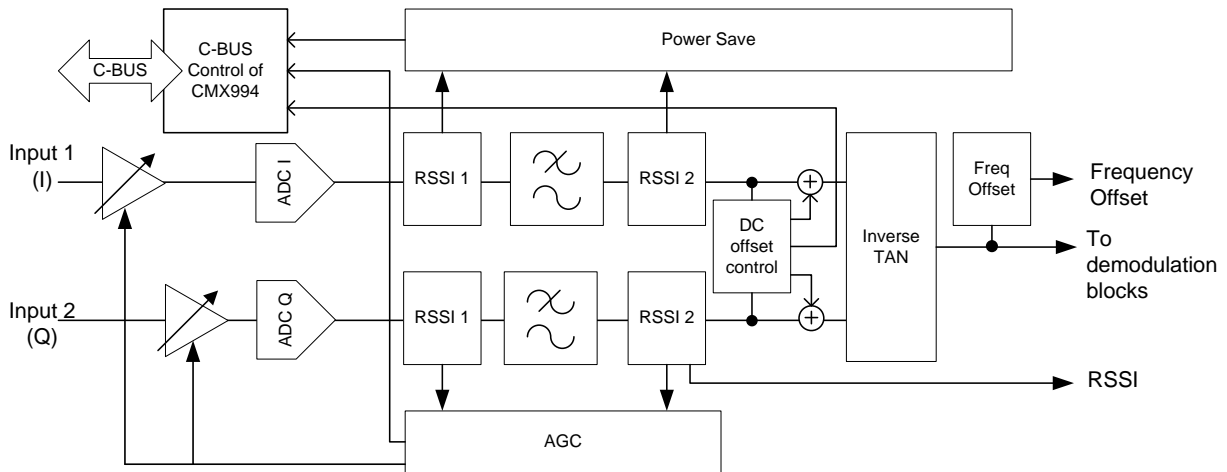 C-BUS
C-BUS
Control of
CMX994
Power Save
Input 1
(I)
ADC I
RSSI 1
RSSI 2
Freq
Offset
Frequency
Offset
DC
offset
control
Inverse
TAN
To
demodulation
blocks
Input 2
(Q)
ADC Q
RSSI 1
RSSI 2
RSSI
AGC